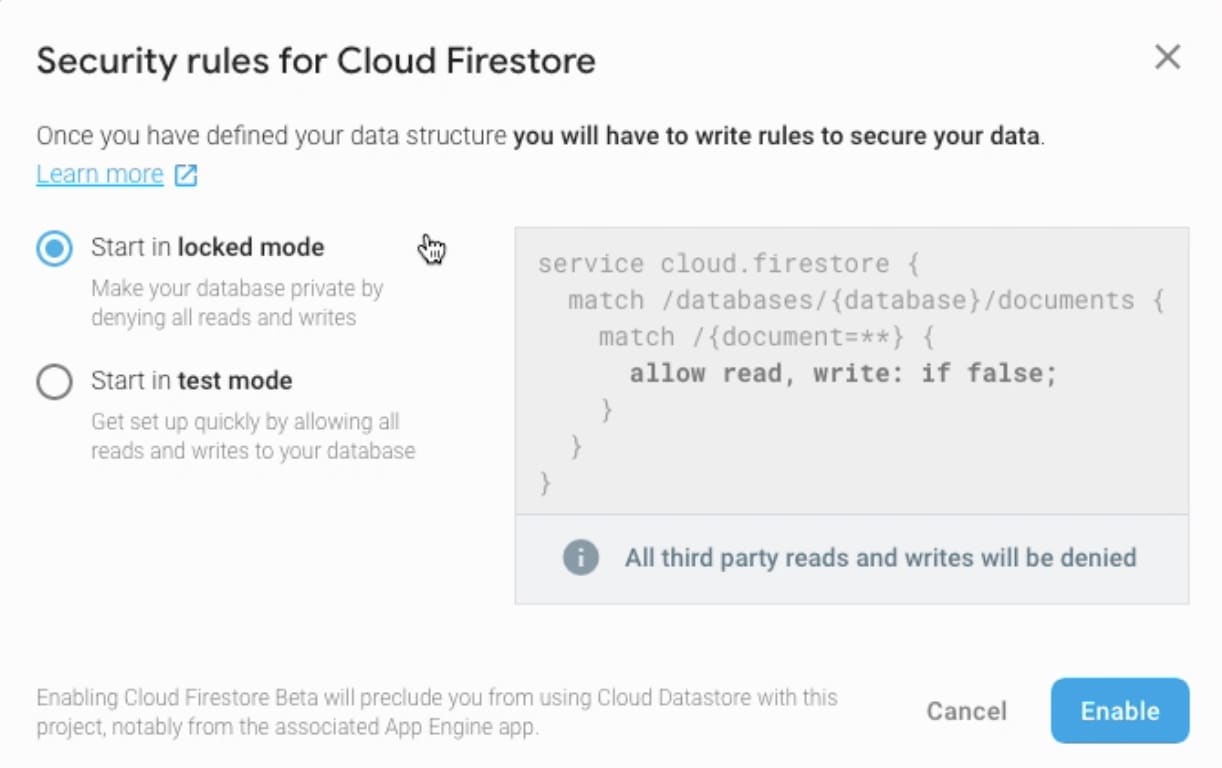 Security rules for Cloud Firestore
Once you have defined your data structure you will have to write rules to secure your data.
Learn more
Start in locked mode
Make your database private by
denying all reads and writes
Start in test mode
Get set up quickly by allowing all
reads and writes to your database
service cloud.firestore {
  match /databases/{database}/documents {
    match /{document=**} {
      allow read, write: if false;
    }
  }
}
All third party reads and writes will be denied
Enabling Cloud Firestore Beta will preclude you from using Cloud Datastore with this
project, notably from the associated App Engine app.
Cancel
Enable